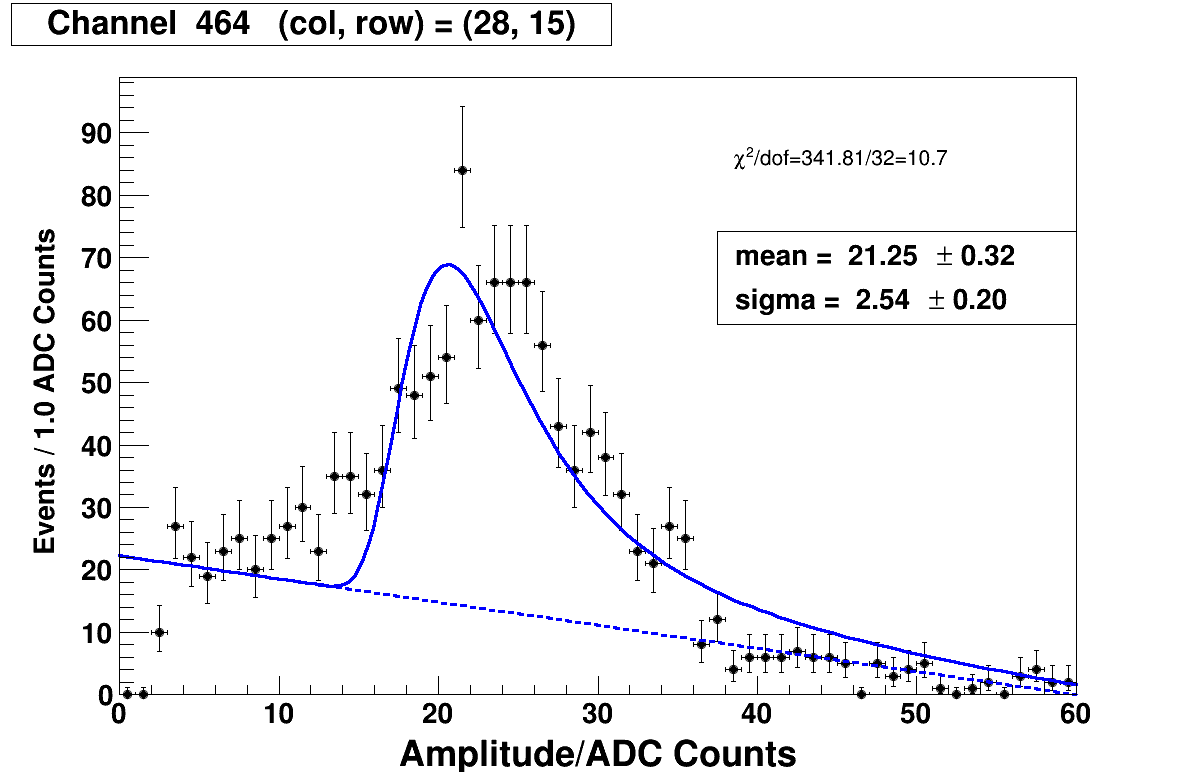 Channel 464 (col, row) = (28, 15)
90
80
70
60
50
40
30
20
10
0
Events / 1.0 ADC Counts
χ²/dof=341.81/32=10.7
mean = 21.25 ± 0.32
sigma = 2.54 ± 0.20
0 10 20 30 40 50 60
Amplitude/ADC Counts